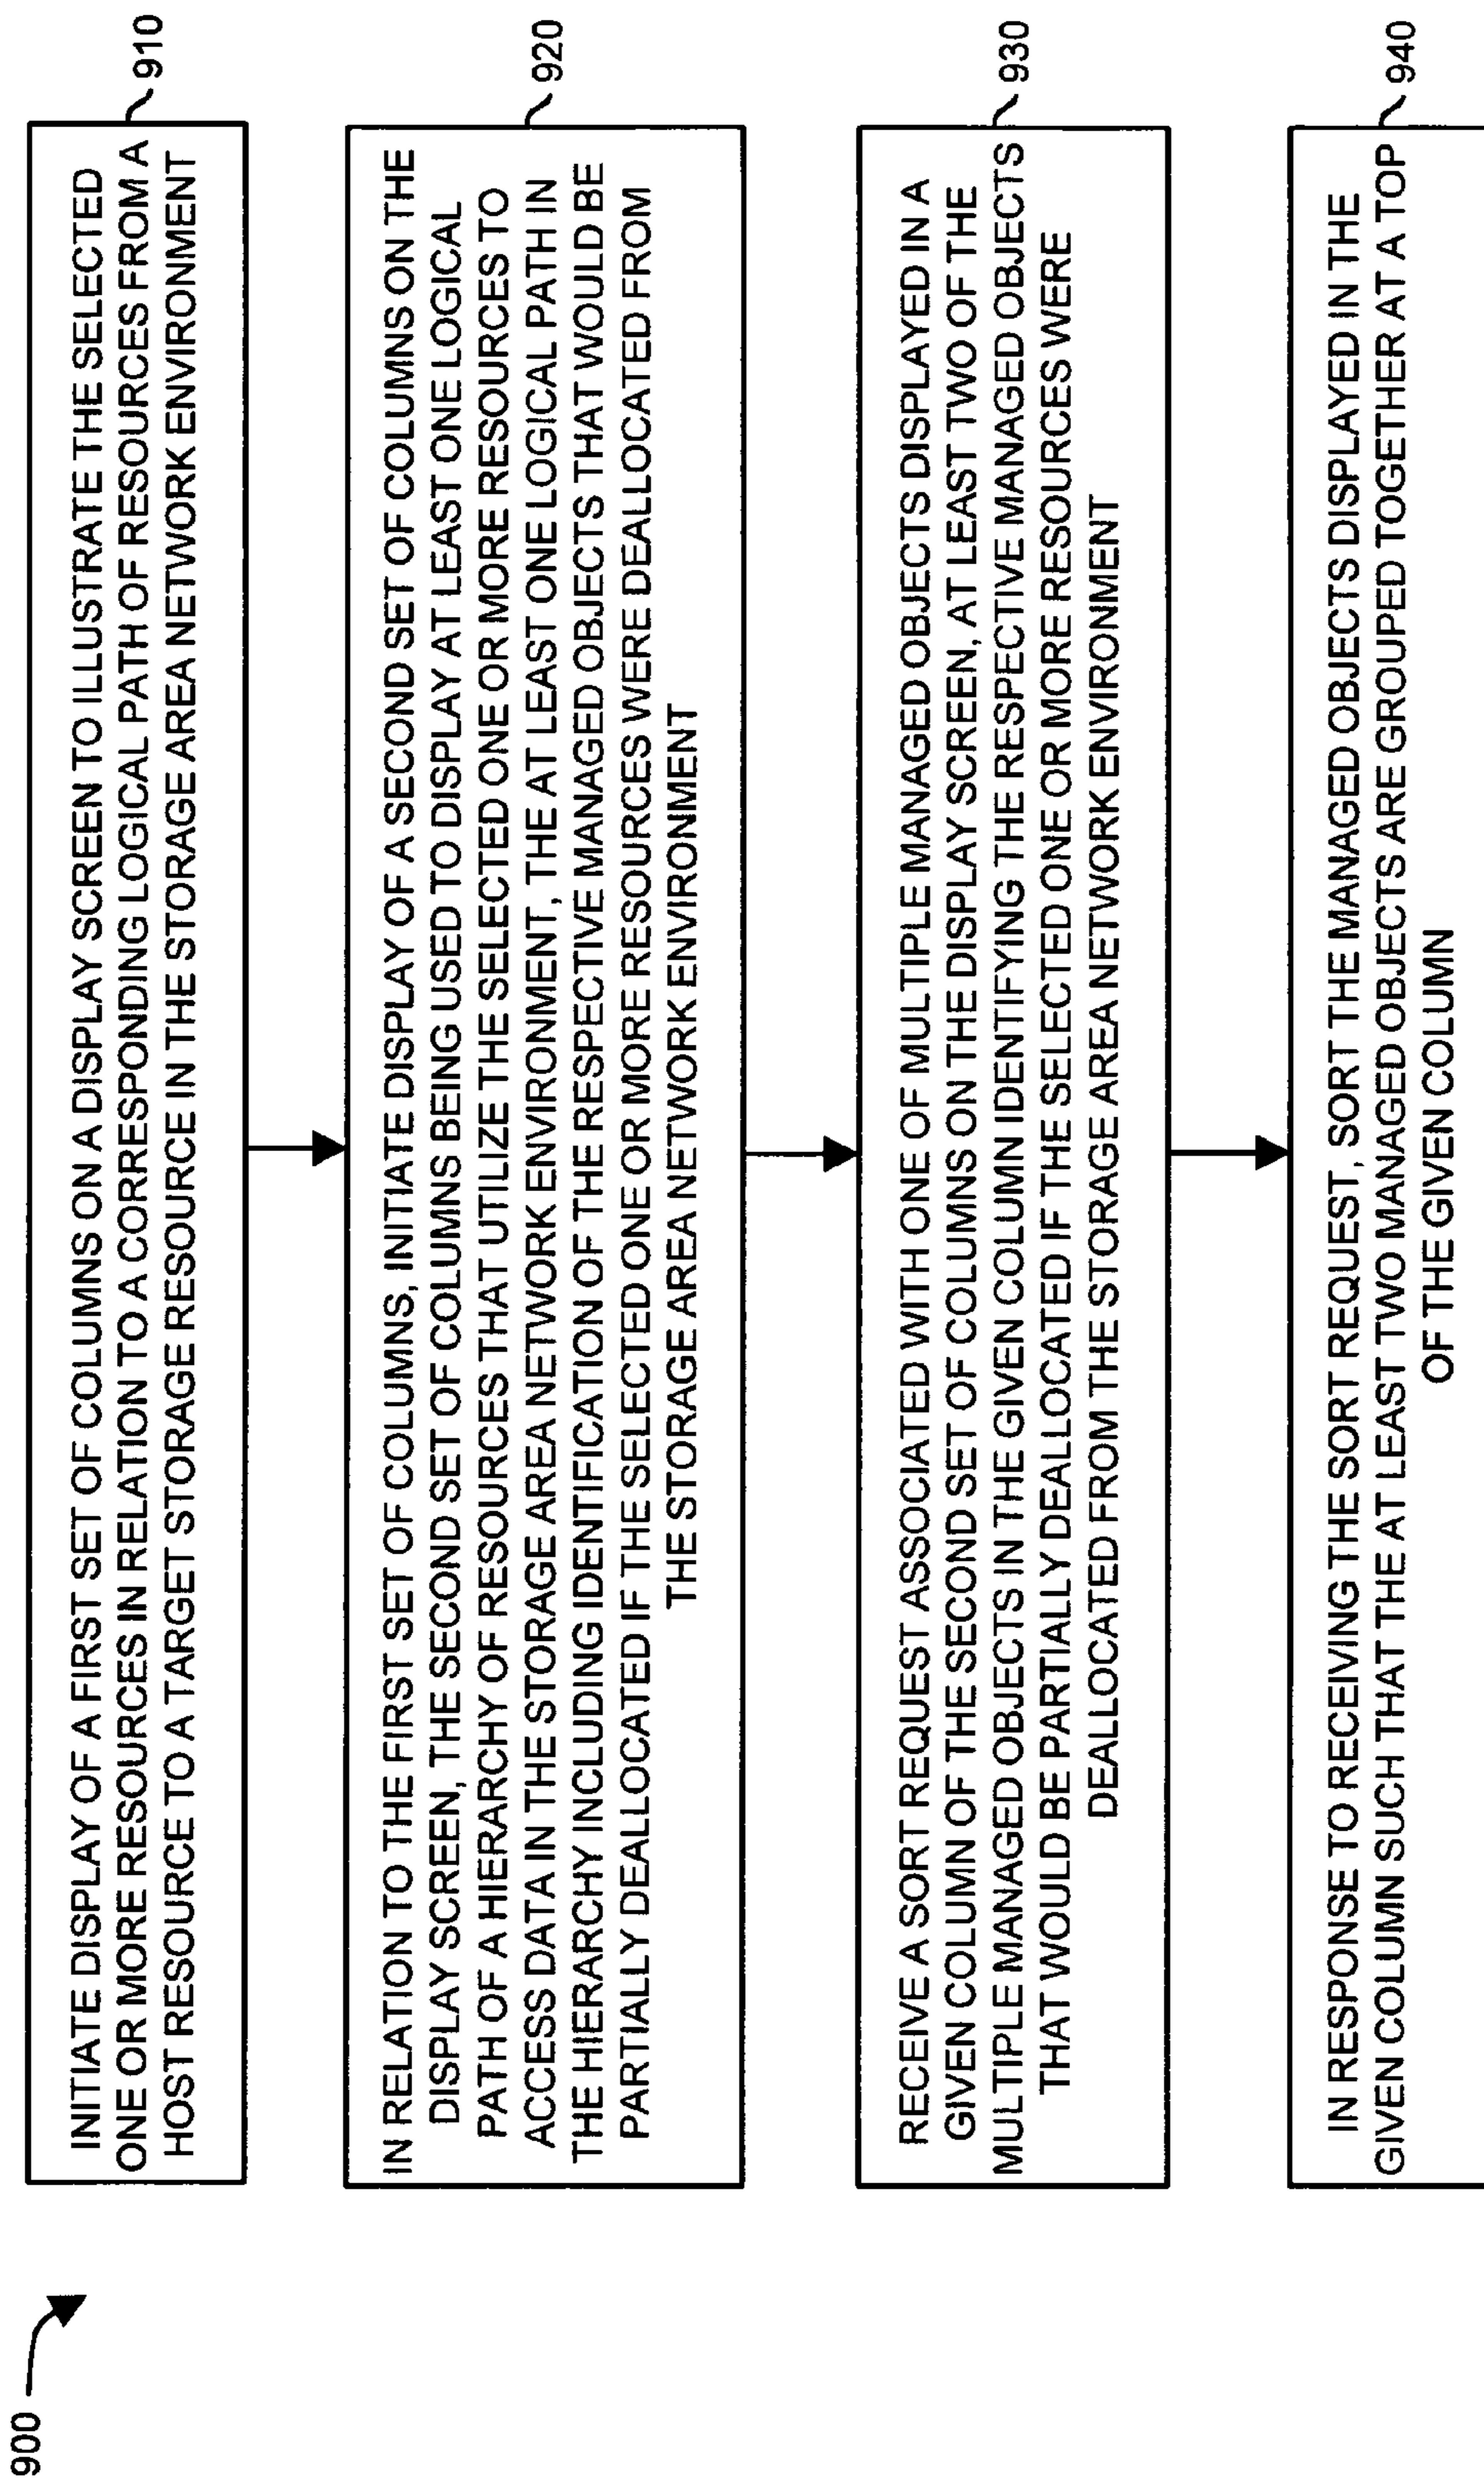 900
INITIATE DISPLAY OF A FIRST SET OF COLUMNS ON A DISPLAY SCREEN TO ILLUSTRATE THE SELECTED
ONE OR MORE RESOURCES IN RELATION TO A CORRESPONDING LOGICAL PATH OF RESOURCES FROM A
HOST RESOURCE TO A TARGET STORAGE RESOURCE IN THE STORAGE AREA NETWORK ENVIRONMENT
910
IN RELATION TO THE FIRST SET OF COLUMNS, INITIATE DISPLAY OF A SECOND SET OF COLUMNS ON THE
DISPLAY SCREEN, THE SECOND SET OF COLUMNS BEING USED TO DISPLAY AT LEAST ONE LOGICAL
PATH OF A HIERARCHY OF RESOURCES THAT UTILIZE THE SELECTED ONE OR MORE RESOURCES TO
ACCESS DATA IN THE STORAGE AREA NETWORK ENVIRONMENT, THE AT LEAST ONE LOGICAL PATH IN
THE HIERARCHY INCLUDING IDENTIFICATION OF THE RESPECTIVE MANAGED OBJECTS THAT WOULD BE
PARTIALLY DEALLOCATED IF THE SELECTED ONE OR MORE RESOURCES WERE DEALLOCATED FROM
THE STORAGE AREA NETWORK ENVIRONMENT
920
RECEIVE A SORT REQUEST ASSOCIATED WITH ONE OF MULTIPLE MANAGED OBJECTS DISPLAYED IN A
GIVEN COLUMN OF THE SECOND SET OF COLUMNS ON THE DISPLAY SCREEN, AT LEAST TWO OF THE
MULTIPLE MANAGED OBJECTS IN THE GIVEN COLUMN IDENTIFYING THE RESPECTIVE MANAGED OBJECTS
THAT WOULD BE PARTIALLY DEALLOCATED IF THE SELECTED ONE OR MORE RESOURCES WERE
DEALLOCATED FROM THE STORAGE AREA NETWORK ENVIRONMENT
930
IN RESPONSE TO RECEIVING THE SORT REQUEST, SORT THE MANAGED OBJECTS DISPLAYED IN THE
GIVEN COLUMN SUCH THAT THE AT LEAST TWO MANAGED OBJECTS ARE GROUPED TOGETHER AT A TOP
OF THE GIVEN COLUMN
940